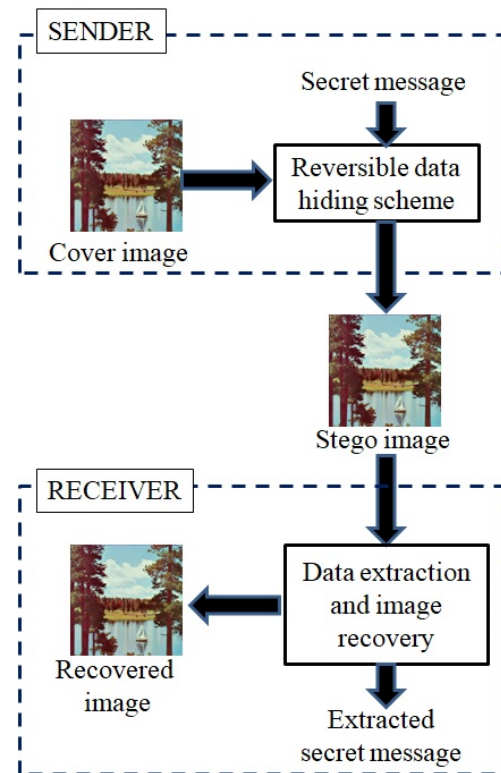 SENDER
Secret message
Reversible data
hiding scheme
Cover image
Stego image
RECEIVER
Data extraction
and image
recovery
Recovered
image
Extracted
secret message